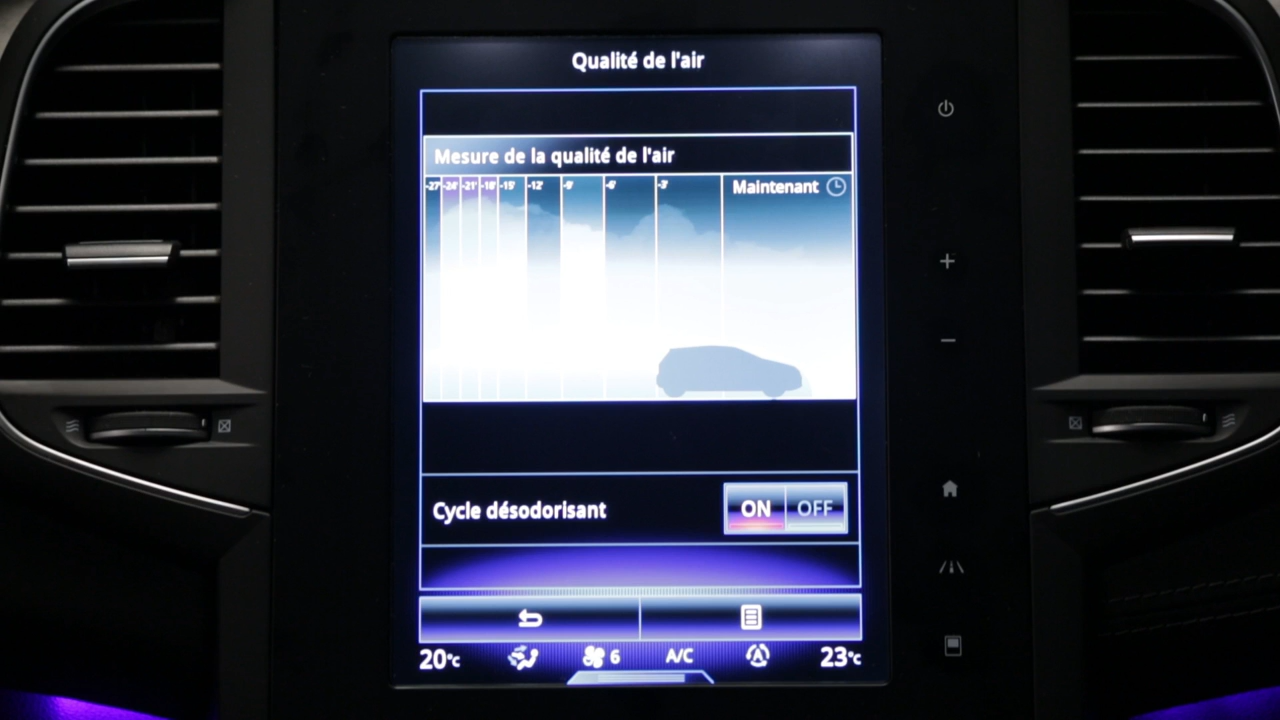 Qualité de l'air
Mesure de la qualité de l'air
-27' -24' -21' -18' -15' -12' -9' -6' -3' Maintenant
Cycle désodorisant ON OFF
20°C 6 A/C 23°C